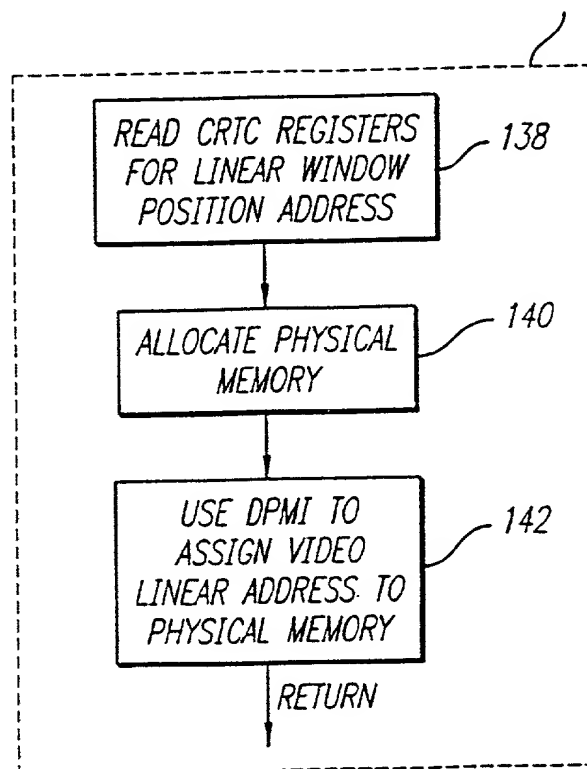 READ CRTC REGISTERS
FOR LINEAR WINDOW
POSITION ADDRESS
138
ALLOCATE PHYSICAL
MEMORY
140
USE DPMI TO
ASSIGN VIDEO
LINEAR ADDRESS TO
PHYSICAL MEMORY
142
RETURN